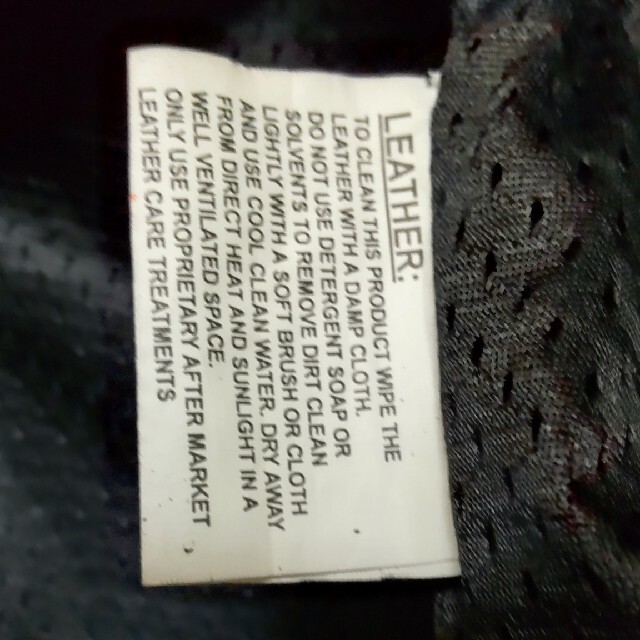 LEATHER:
TO CLEAN THIS PRODUCT WIPE THE
LEATHER WITH A DAMP CLOTH.
DO NOT USE DETERGENT SOAP OR
SOLVENTS TO REMOVE DIRT CLEAN
LIGHTLY WITH A SOFT BRUSH OR CLOTH
AND USE COOL CLEAN WATER. DRY AWAY
FROM DIRECT HEAT AND SUNLIGHT IN A
WELL VENTILATED SPACE.
ONLY USE PROPRIETARY AFTER MARKET
LEATHER CARE TREATMENTS